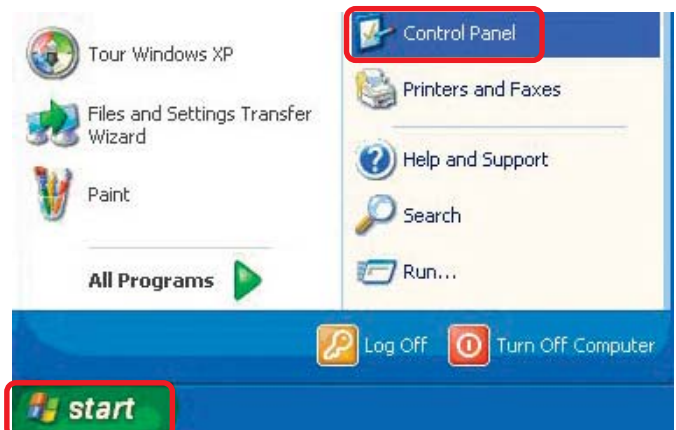 Tour Windows XP
Files and Settings Transfer
Wizard
Paint
All Programs
Control Panel
Printers and Faxes
Help and Support
Search
Run...
Log Off
Turn Off Computer
start